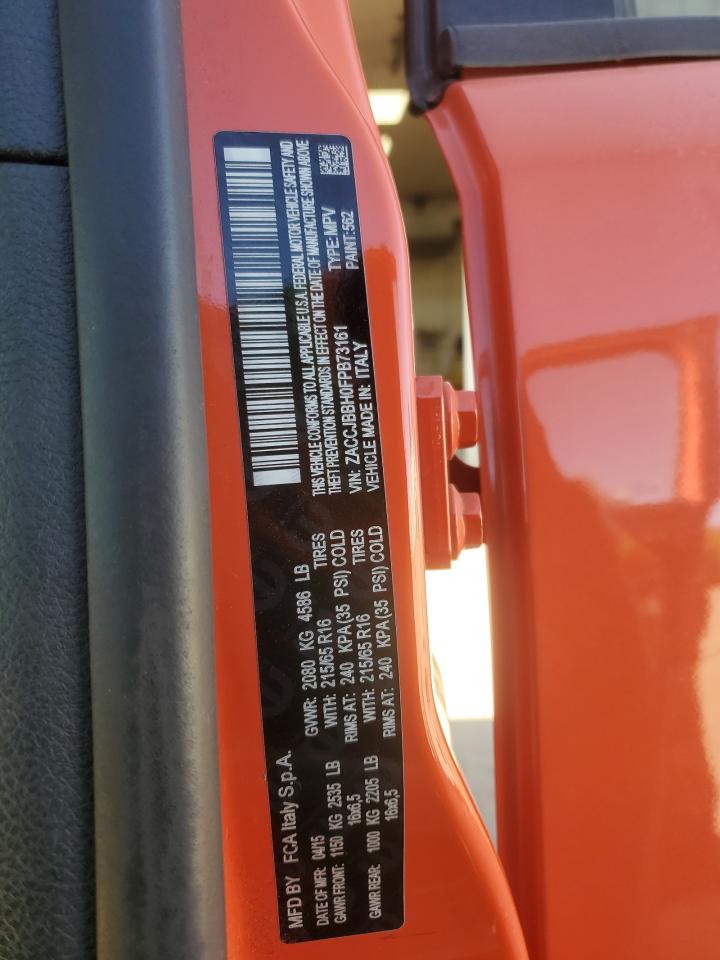 MFD BY FCA Italy S.p.A.
DATE OF MFR: 04/15 GVWR: 2080 KG 4586 LB
GAWR FRONT: 1150 KG 2535 LB WITH: 215/65 R16 TIRES
16x6,5 RIMS AT: 240 KPA(35 PSI) COLD
GAWR REAR: 1000 KG 2205 LB WITH: 215/65 R16 TIRES
16x6,5 RIMS AT: 240 KPA(35 PSI) COLD
THIS VEHICLE CONFORMS TO ALL APPLICABLE U.S.A. FEDERAL MOTOR VEHICLE SAFETY AND
THEFT PREVENTION STANDARDS IN EFFECT ON THE DATE OF MANUFACTURE SHOWN ABOVE
VIN: ZACCJBBH0FPB73161 TYPE: MPV
VEHICLE MADE IN: ITALY PAINT: 562